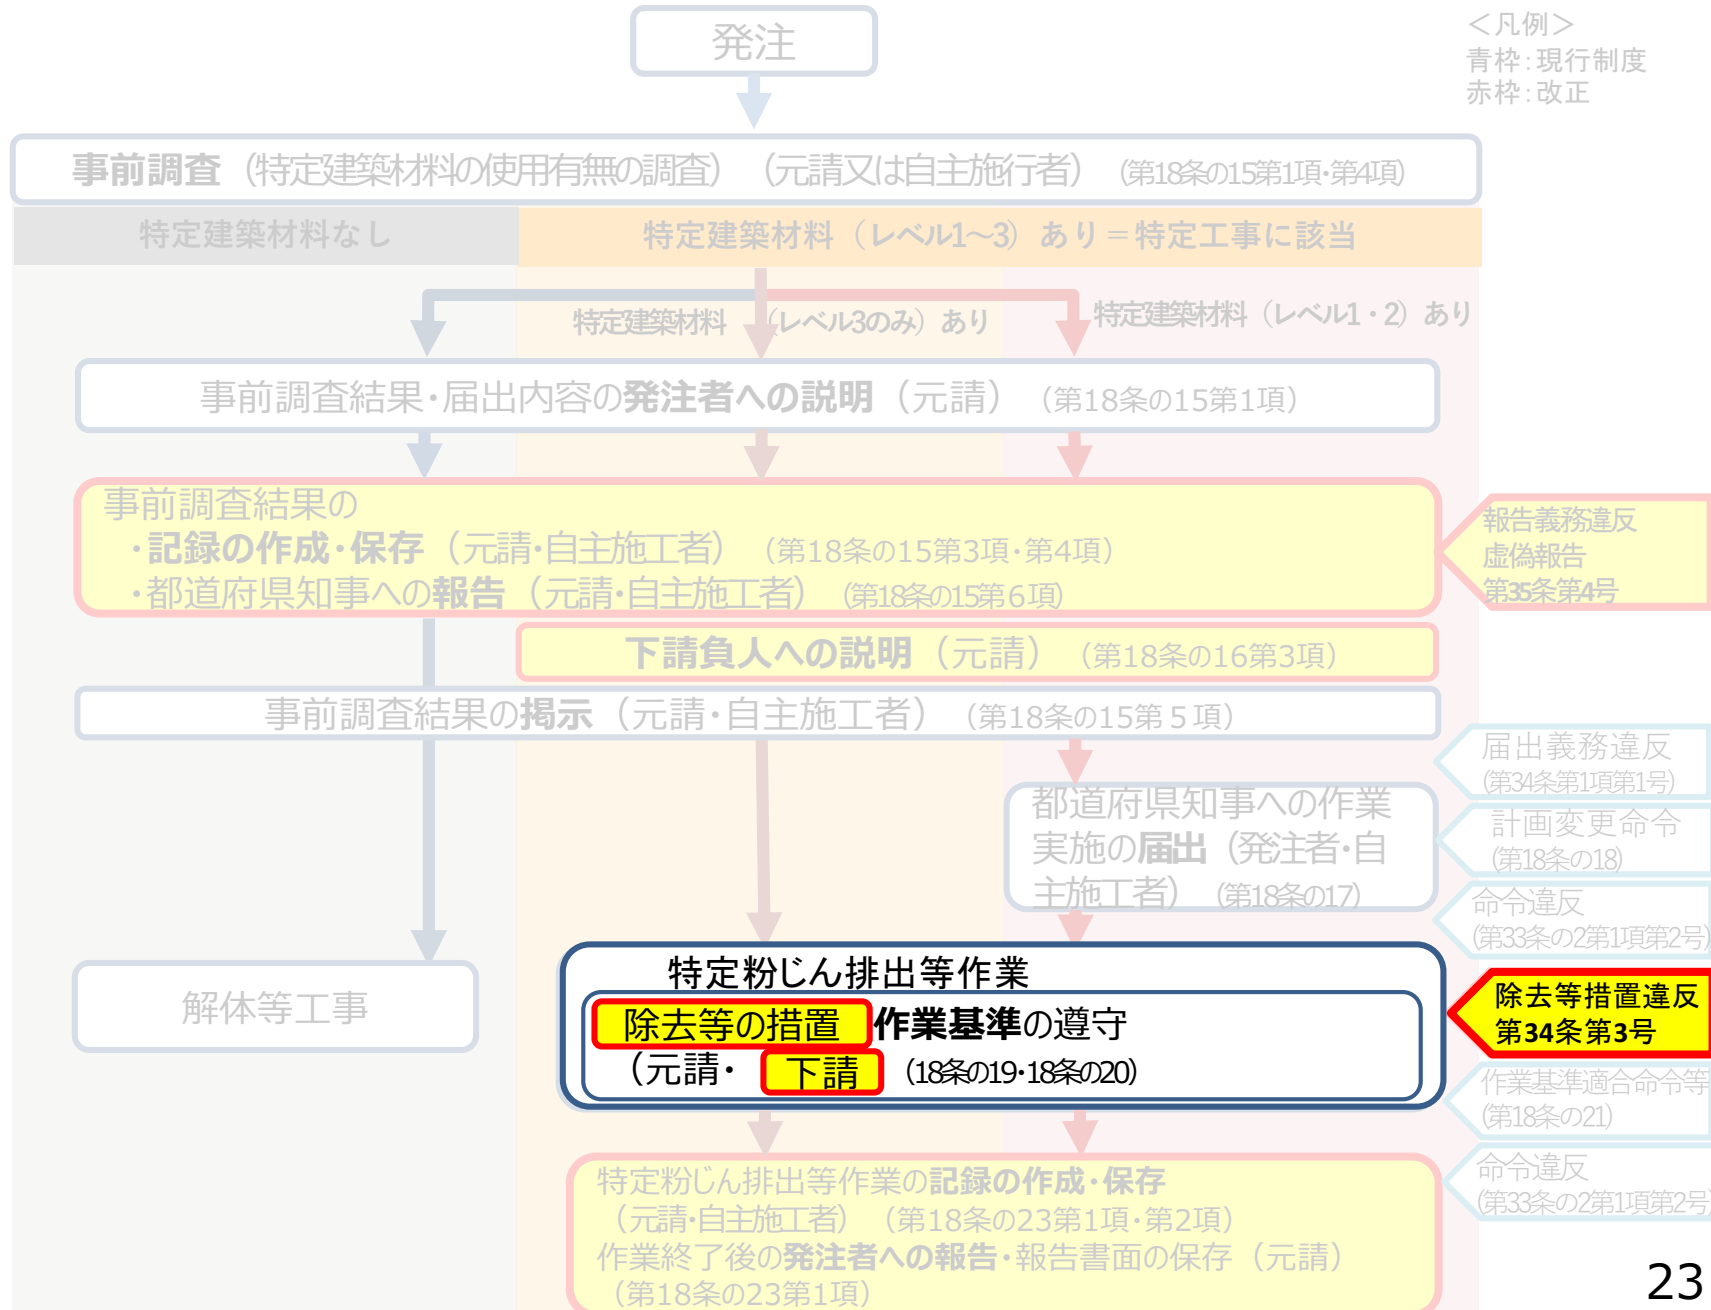 発注
＜凡例＞
青枠：現行制度
赤枠：改正
事前調査（特定建築材料の使用有無の調査）（元請又は自主施行者）（第18条の15第1項・第4項）
特定建築材料なし
特定建築材料（レベル1～3）あり＝特定工事に該当
特定建築材料（レベル3のみ）あり
特定建築材料（レベル1・2）あり
事前調査結果・届出内容の発注者への説明（元請）（第18条の15第1項）
事前調査結果の
・記録の作成・保存（元請・自主施工者）（第18条の15第3項・第4項）
・都道府県知事への報告（元請・自主施工者）（第18条の15第６項）
報告義務違反
虚偽報告
第35条第4号
下請負人への説明（元請）（第18条の16第3項）
事前調査結果の掲示（元請・自主施工者）（第18条の15第５項）
届出義務違反
(第34条第1項第1号)
都道府県知事への作業
実施の届出（発注者・自
主施工者）（第18条の17）
計画変更命令
(第18条の18)
命令違反
(第33条の2第1項第2号)
解体等工事
特定粉じん排出等作業
除去等の措置 作業基準の遵守
（元請・ 下請 （18条の19・18条の20）
除去等措置違反
第34条第3号
作業基準適合命令等
(第18条の21)
命令違反
(第33条の2第1項第2号)
特定粉じん排出等作業の記録の作成・保存
（元請・自主施工者）（第18条の23第1項・第2項）
作業終了後の発注者への報告・報告書面の保存（元請）
（第18条の23第1項）
23